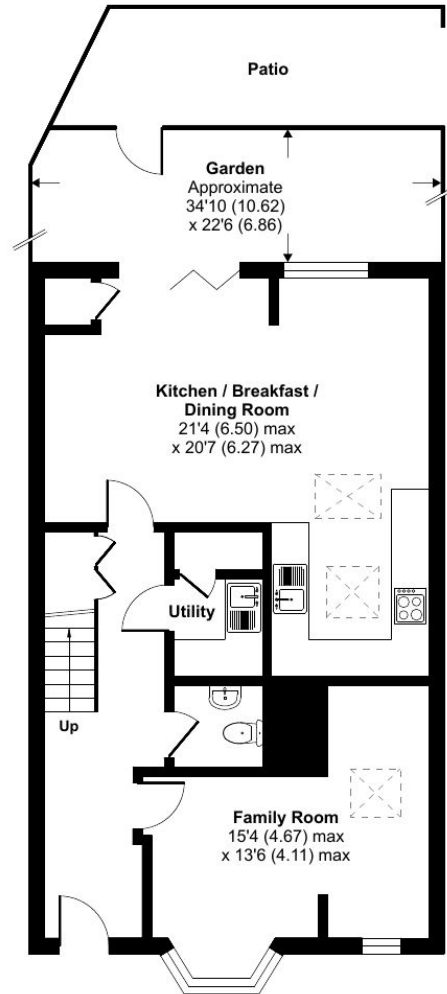 Patio
Garden
Approximate
34'10 (10.62)
x 22'6 (6.86)
Kitchen / Breakfast /
Dining Room
21'4 (6.50) max
x 20'7 (6.27) max
Utility
Up
Family Room
15'4 (4.67) max
x 13'6 (4.11) max